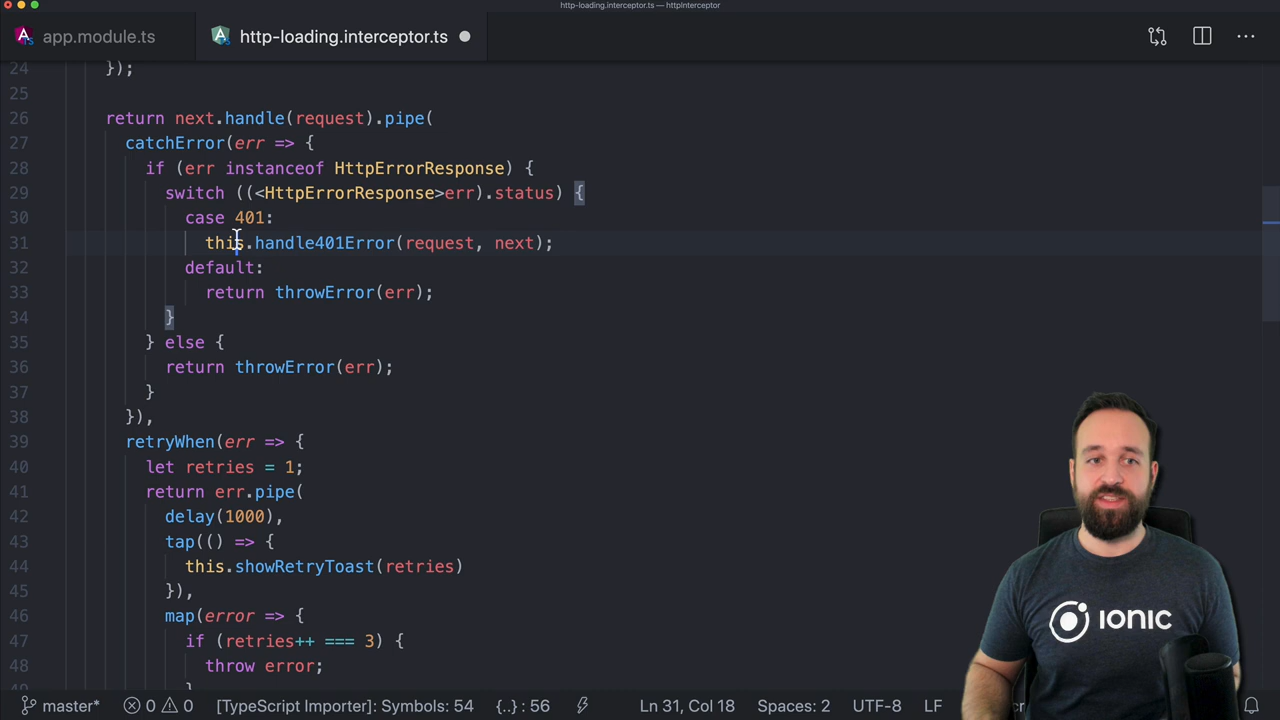 http-loading.interceptor.ts — httpInterceptor
app.module.ts
http-loading.interceptor.ts
24 });
25
26 return next.handle(request).pipe(
27 catchError(err => {
28 if (err instanceof HttpErrorResponse) {
29 switch ((<HttpErrorResponse>err).status) {
30 case 401:
31 this.handle401Error(request, next);
32 default:
33 return throwError(err);
34 }
35 } else {
36 return throwError(err);
37 }
38 }),
39 retryWhen(err => {
40 let retries = 1;
41 return err.pipe(
42 delay(1000),
43 tap(() => {
44 this.showRetryToast(retries)
45 }),
46 map(error => {
47 if (retries++ === 3) {
48 throw error;
49 }
ionic
master* 0 0 [TypeScript Importer]: Symbols: 54 {..} : 56 Ln 31, Col 18 Spaces: 2 UTF-8 LF